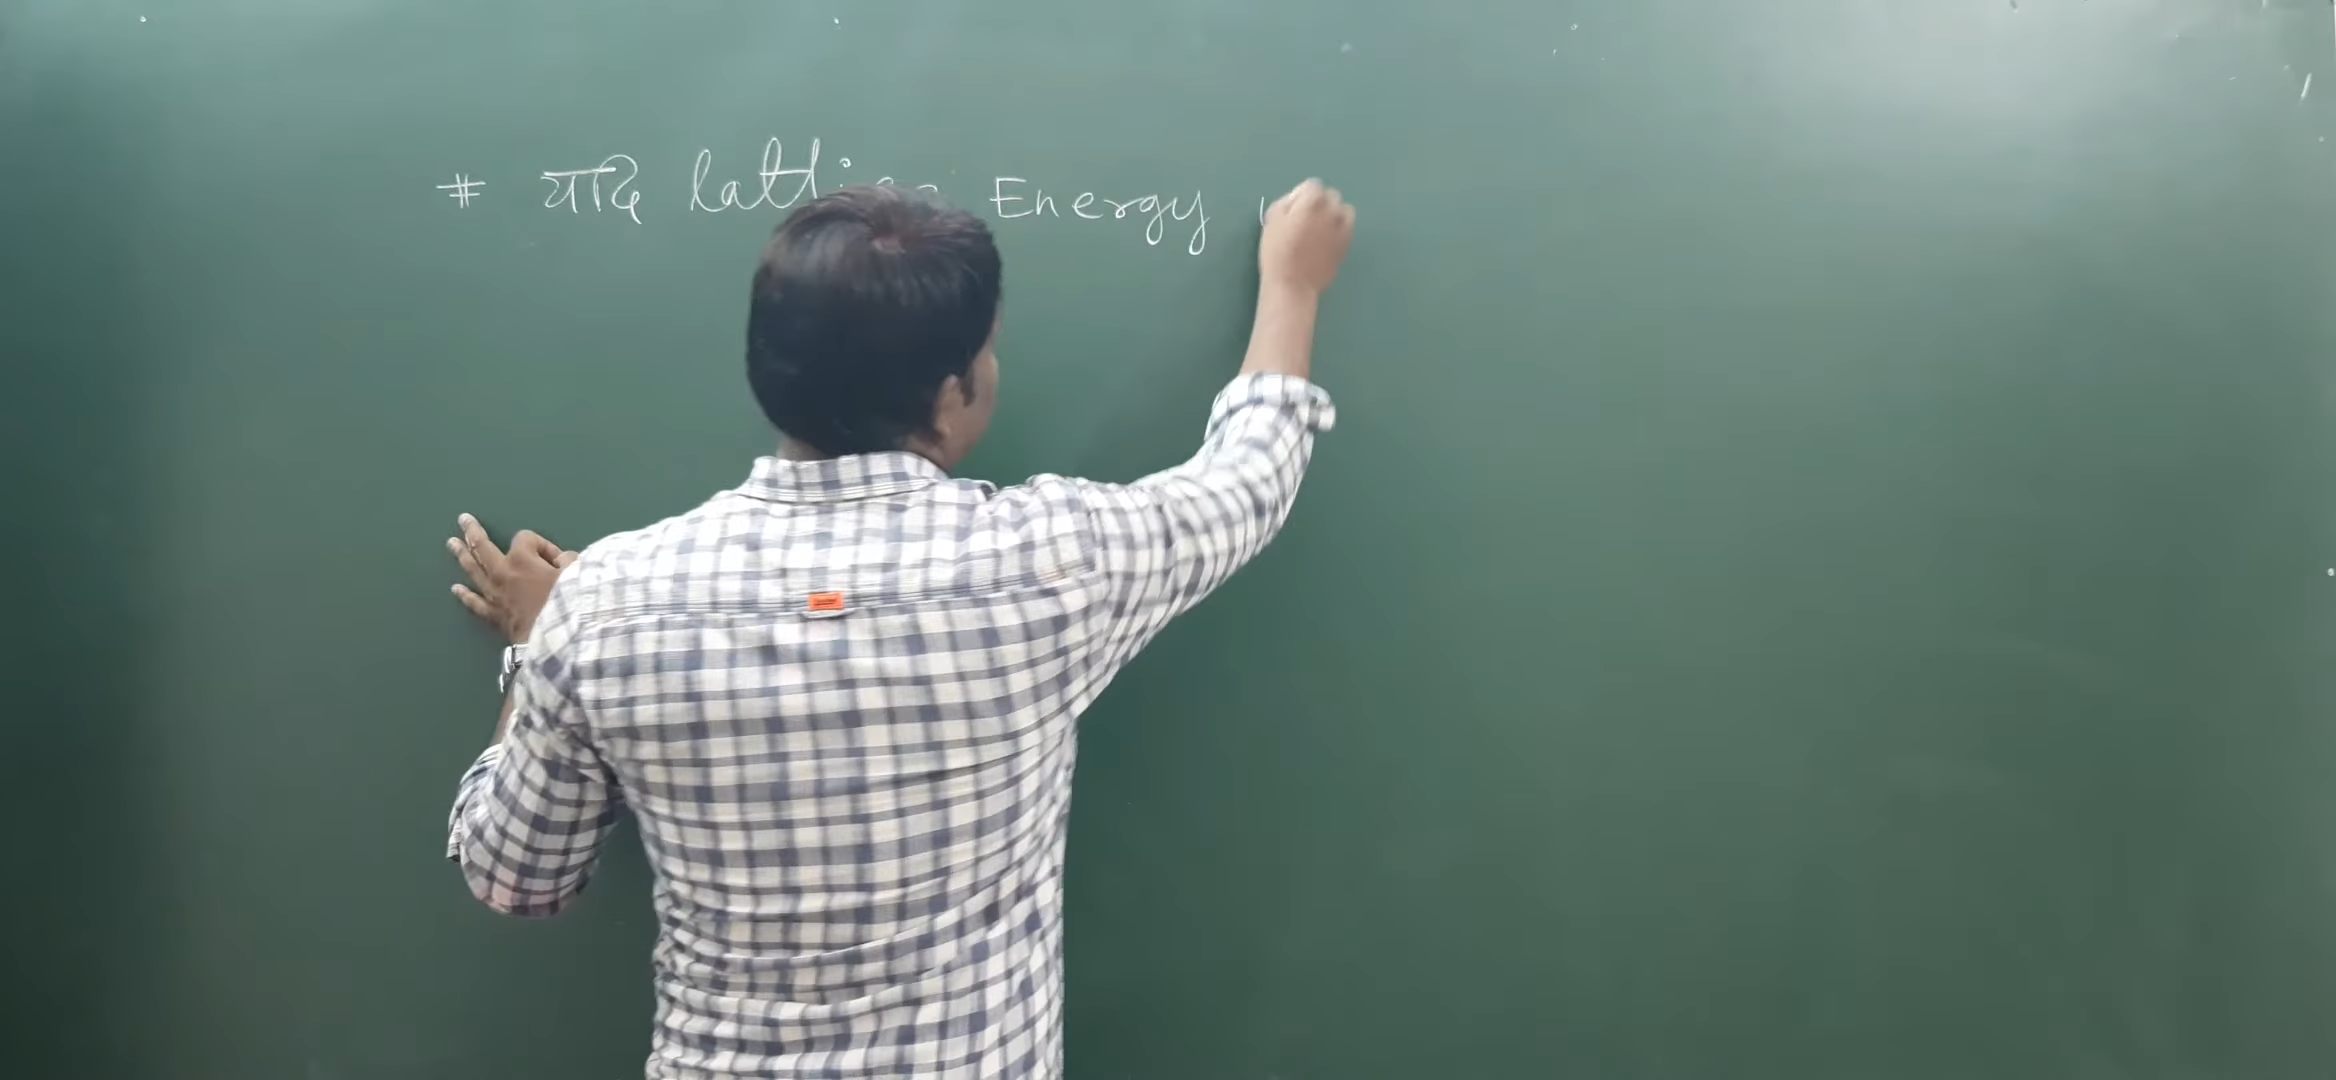 # यदि lattice Energy